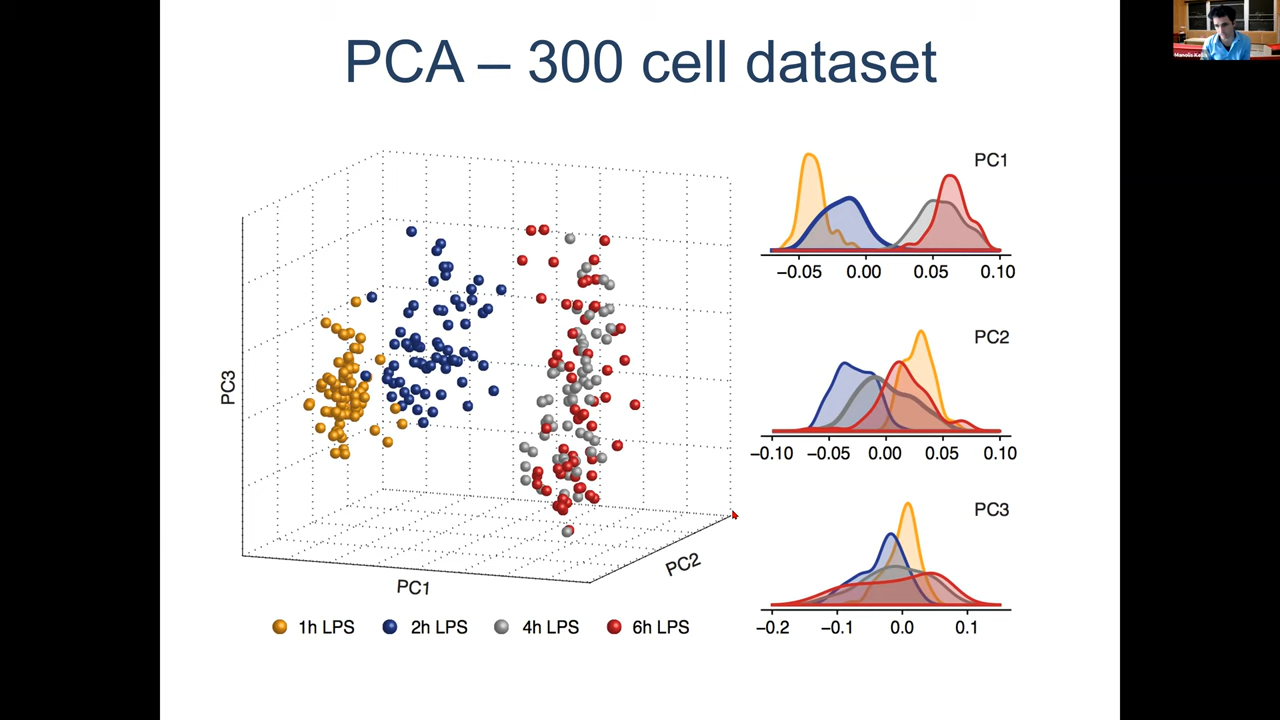 PCA – 300 cell dataset
PC3
PC1
PC2
1h LPS
2h LPS
4h LPS
6h LPS
PC1
−0.05
0.00
0.05
0.10
PC2
−0.10
−0.05
0.00
0.05
0.10
PC3
−0.2
−0.1
0.0
0.1
Manolis